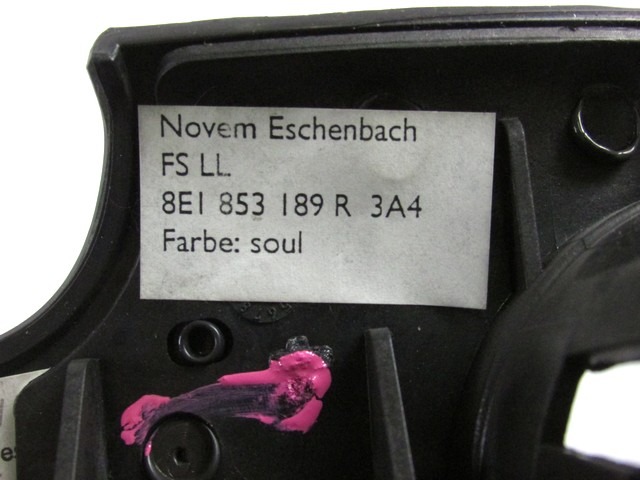 Novem Eschenbach
FS LL
8E1 853 189 R 3A4
Farbe: soul